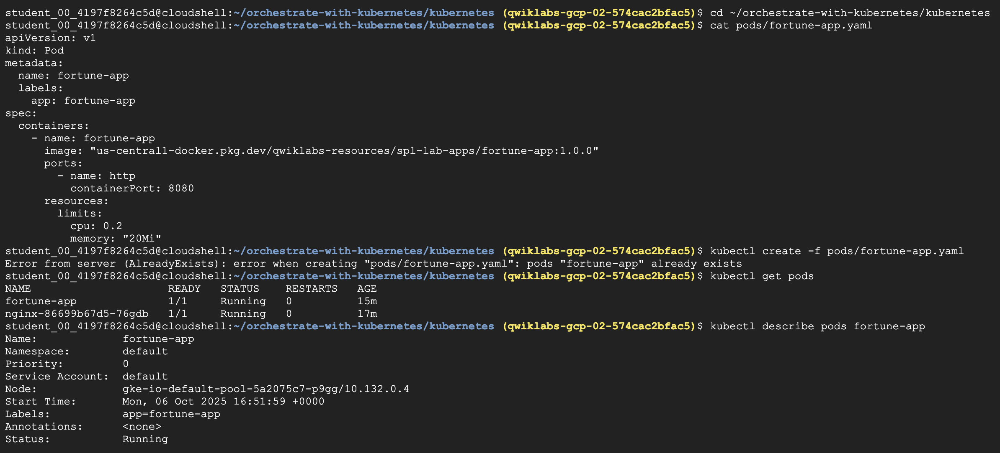 student_00_4197f8264c5d@cloudshell:~/orchestrate-with-kubernetes/kubernetes (qwiklabs-gcp-02-574cac2bfac5)$ cd ~/orchestrate-with-kubernetes/kubernetes
student_00_4197f8264c5d@cloudshell:~/orchestrate-with-kubernetes/kubernetes (qwiklabs-gcp-02-574cac2bfac5)$ cat pods/fortune-app.yaml
apiVersion: v1
kind: Pod
metadata:
  name: fortune-app
  labels:
    app: fortune-app
spec:
  containers:
    - name: fortune-app
      image: "us-central1-docker.pkg.dev/qwiklabs-resources/spl-lab-apps/fortune-app:1.0.0"
      ports:
        - name: http
          containerPort: 8080
      resources:
        limits:
          cpu: 0.2
          memory: "20Mi"
student_00_4197f8264c5d@cloudshell:~/orchestrate-with-kubernetes/kubernetes (qwiklabs-gcp-02-574cac2bfac5)$ kubectl create -f pods/fortune-app.yaml
Error from server (AlreadyExists): error when creating "pods/fortune-app.yaml": pods "fortune-app" already exists
student_00_4197f8264c5d@cloudshell:~/orchestrate-with-kubernetes/kubernetes (qwiklabs-gcp-02-574cac2bfac5)$ kubectl get pods
NAME                     READY   STATUS    RESTARTS   AGE
fortune-app              1/1     Running   0          15m
nginx-86699b67d5-76gdb   1/1     Running   0          17m
student_00_4197f8264c5d@cloudshell:~/orchestrate-with-kubernetes/kubernetes (qwiklabs-gcp-02-574cac2bfac5)$ kubectl describe pods fortune-app
Name:             fortune-app
Namespace:        default
Priority:         0
Service Account:  default
Node:             gke-io-default-pool-5a2075c7-p9gg/10.132.0.4
Start Time:       Mon, 06 Oct 2025 16:51:59 +0000
Labels:           app=fortune-app
Annotations:      <none>
Status:           Running